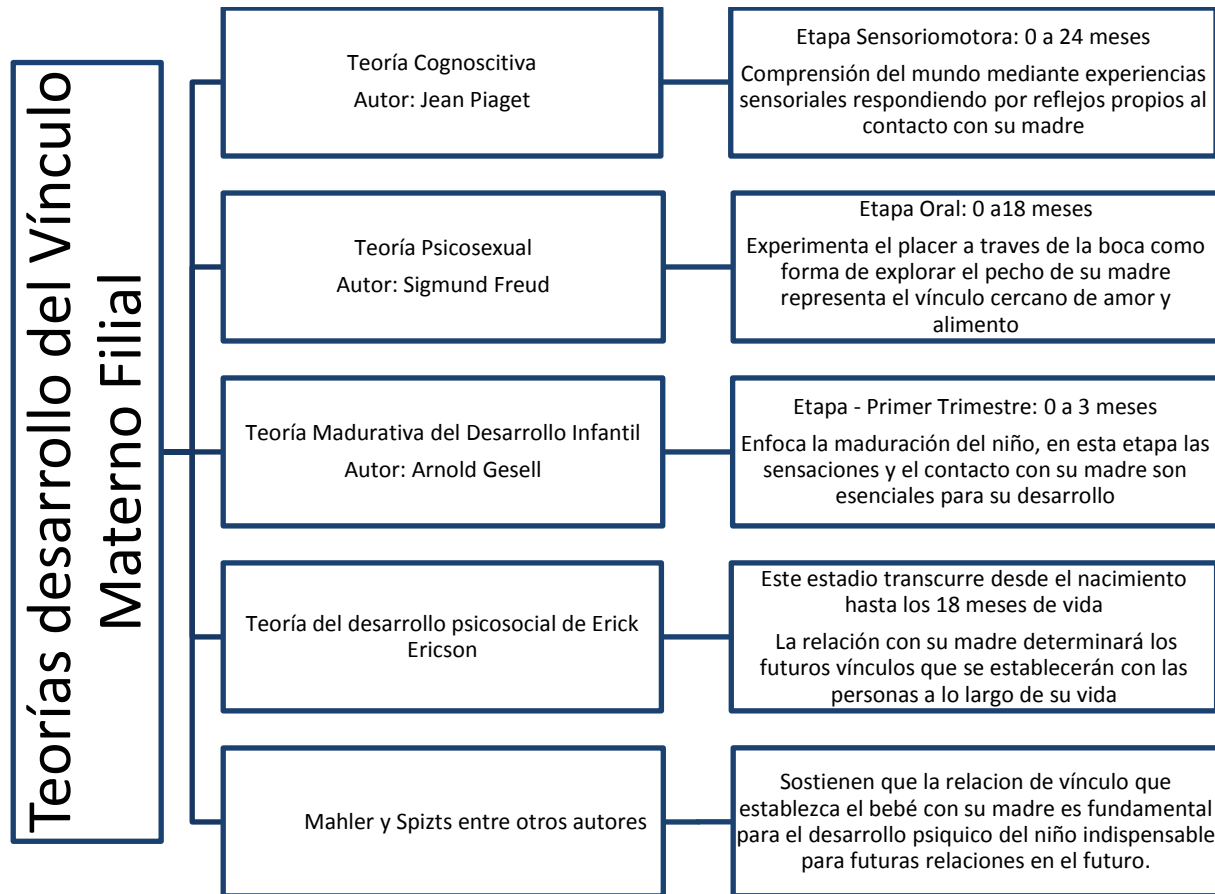 Teorías desarrollo del Vínculo
Materno Filial
Teoría Cognoscitiva
Autor: Jean Piaget
Etapa Sensoriomotora: 0 a 24 meses
Comprensión del mundo mediante experiencias
sensoriales respondiendo por reflejos propios al
contacto con su madre
Teoría Psicosexual
Autor: Sigmund Freud
Etapa Oral: 0 a18 meses
Experimenta el placer a traves de la boca como
forma de explorar el pecho de su madre
representa el vínculo cercano de amor y
alimento
Teoría Madurativa del Desarrollo Infantil
Autor: Arnold Gesell
Etapa - Primer Trimestre: 0 a 3 meses
Enfoca la maduración del niño, en esta etapa las
sensaciones y el contacto con su madre son
esenciales para su desarrollo
Teoría del desarrollo psicosocial de Erick
Ericson
Este estadio transcurre desde el nacimiento
hasta los 18 meses de vida
La relación con su madre determinará los
futuros vínculos que se establecerán con las
personas a lo largo de su vida
Mahler y Spizts entre otros autores
Sostienen que la relacion de vínculo que
establezca el bebé con su madre es fundamental
para el desarrollo psiquico del niño indispensable
para futuras relaciones en el futuro.